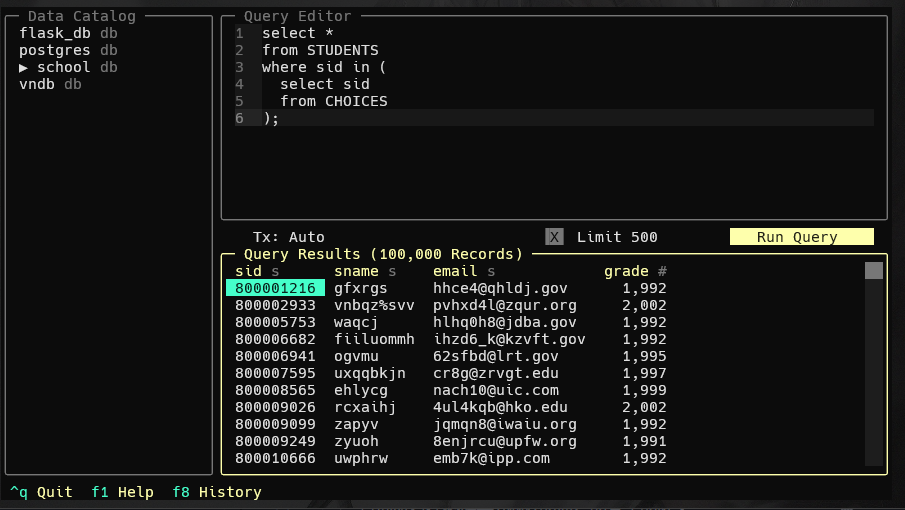 Data Catalog
flask_db db
postgres db
▶ school db
vndb db
Query Editor
1 select *
2 from STUDENTS
3 where sid in (
4   select sid
5   from CHOICES
6 );
Tx: Auto X Limit 500 Run Query
Query Results (100,000 Records)
sid s sname s email s grade #
800001216 gfxrgs hhce4@qhldj.gov 1,992
800002933 vnbqz%svv pvhxd4l@zqur.org 2,002
800005753 waqcj hlhq0h8@jdba.gov 1,992
800006682 fiiluommh ihzd6_k@kzvft.gov 1,992
800006941 ogvmu 62sfbd@lrt.gov 1,995
800007595 uxqqbkjn cr8g@zrvgt.edu 1,997
800008565 ehlycg nach10@uic.com 1,999
800009026 rcxaihj 4ul4kqb@hko.edu 2,002
800009099 zapyv jqmqn8@iwaiu.org 1,992
800009249 zyuoh 8enjrcu@upfw.org 1,991
800010666 uwphrw emb7k@ipp.com 1,992
^q Quit f1 Help f8 History